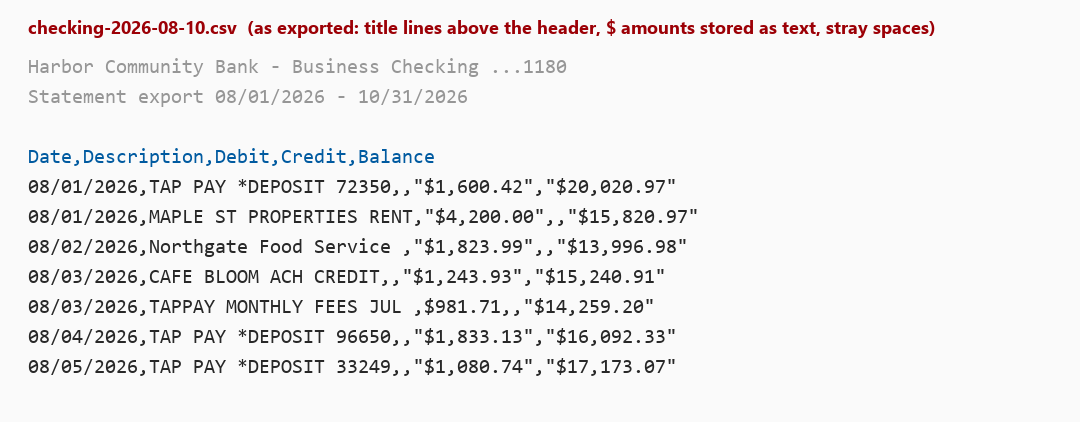 checking-2026-08-10.csv  (as exported: title lines above the header, $ amounts stored as text, stray spaces)
Harbor Community Bank - Business Checking ...1180
Statement export 08/01/2026 - 10/31/2026
Date,Description,Debit,Credit,Balance
08/01/2026,TAP PAY *DEPOSIT 72350,,"$1,600.42","$20,020.97"
08/01/2026,MAPLE ST PROPERTIES RENT,"$4,200.00",,"$15,820.97"
08/02/2026,Northgate Food Service ,"$1,823.99",,"$13,996.98"
08/03/2026,CAFE BLOOM ACH CREDIT,,"$1,243.93","$15,240.91"
08/03/2026,TAPPAY MONTHLY FEES JUL ,$981.71,,"$14,259.20"
08/04/2026,TAP PAY *DEPOSIT 96650,,"$1,833.13","$16,092.33"
08/05/2026,TAP PAY *DEPOSIT 33249,,"$1,080.74","$17,173.07"